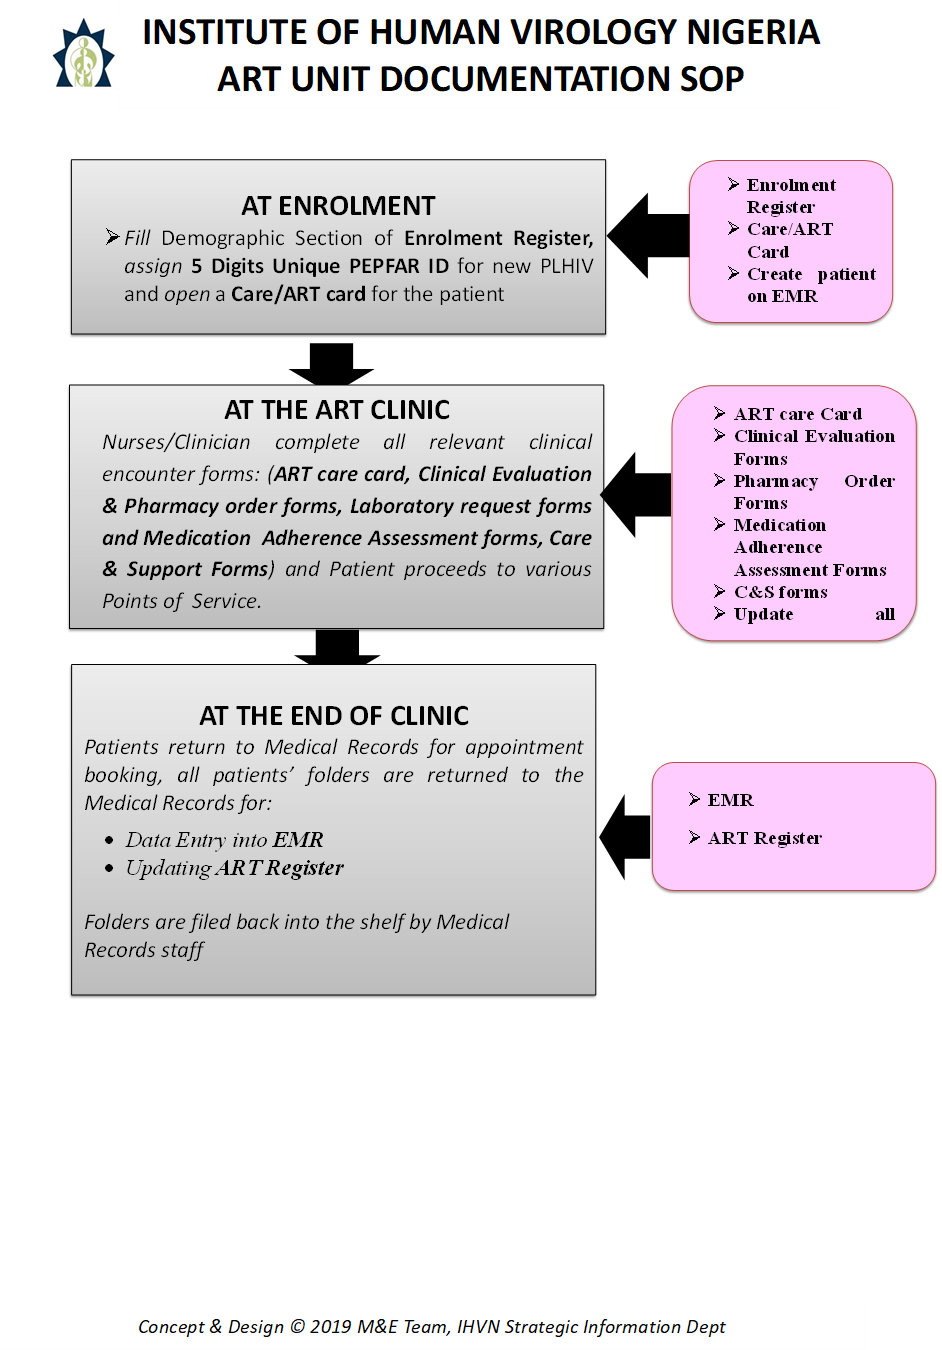 INSTITUTE OF HUMAN VIROLOGY NIGERIA
ART UNIT DOCUMENTATION SOP
AT ENROLMENT
➢ Fill Demographic Section of Enrolment Register,
assign 5 Digits Unique PEPFAR ID for new PLHIV
and open a Care/ART card for the patient
➢ Enrolment
Register
➢ Care/ART
Card
➢ Create patient
on EMR
AT THE ART CLINIC
Nurses/Clinician complete all relevant clinical
encounter forms: (ART care card, Clinical Evaluation
& Pharmacy order forms, Laboratory request forms
and Medication Adherence Assessment forms, Care
& Support Forms) and Patient proceeds to various
Points of Service.
➢ ART care Card
➢ Clinical Evaluation
Forms
➢ Pharmacy Order
Forms
➢ Medication
Adherence
Assessment Forms
➢ C&S forms
➢ Update all
AT THE END OF CLINIC
Patients return to Medical Records for appointment
booking, all patients’ folders are returned to the
Medical Records for:
• Data Entry into EMR
• Updating ART Register
Folders are filed back into the shelf by Medical
Records staff
➢ EMR
➢ ART Register
Concept & Design © 2019 M&E Team, IHVN Strategic Information Dept